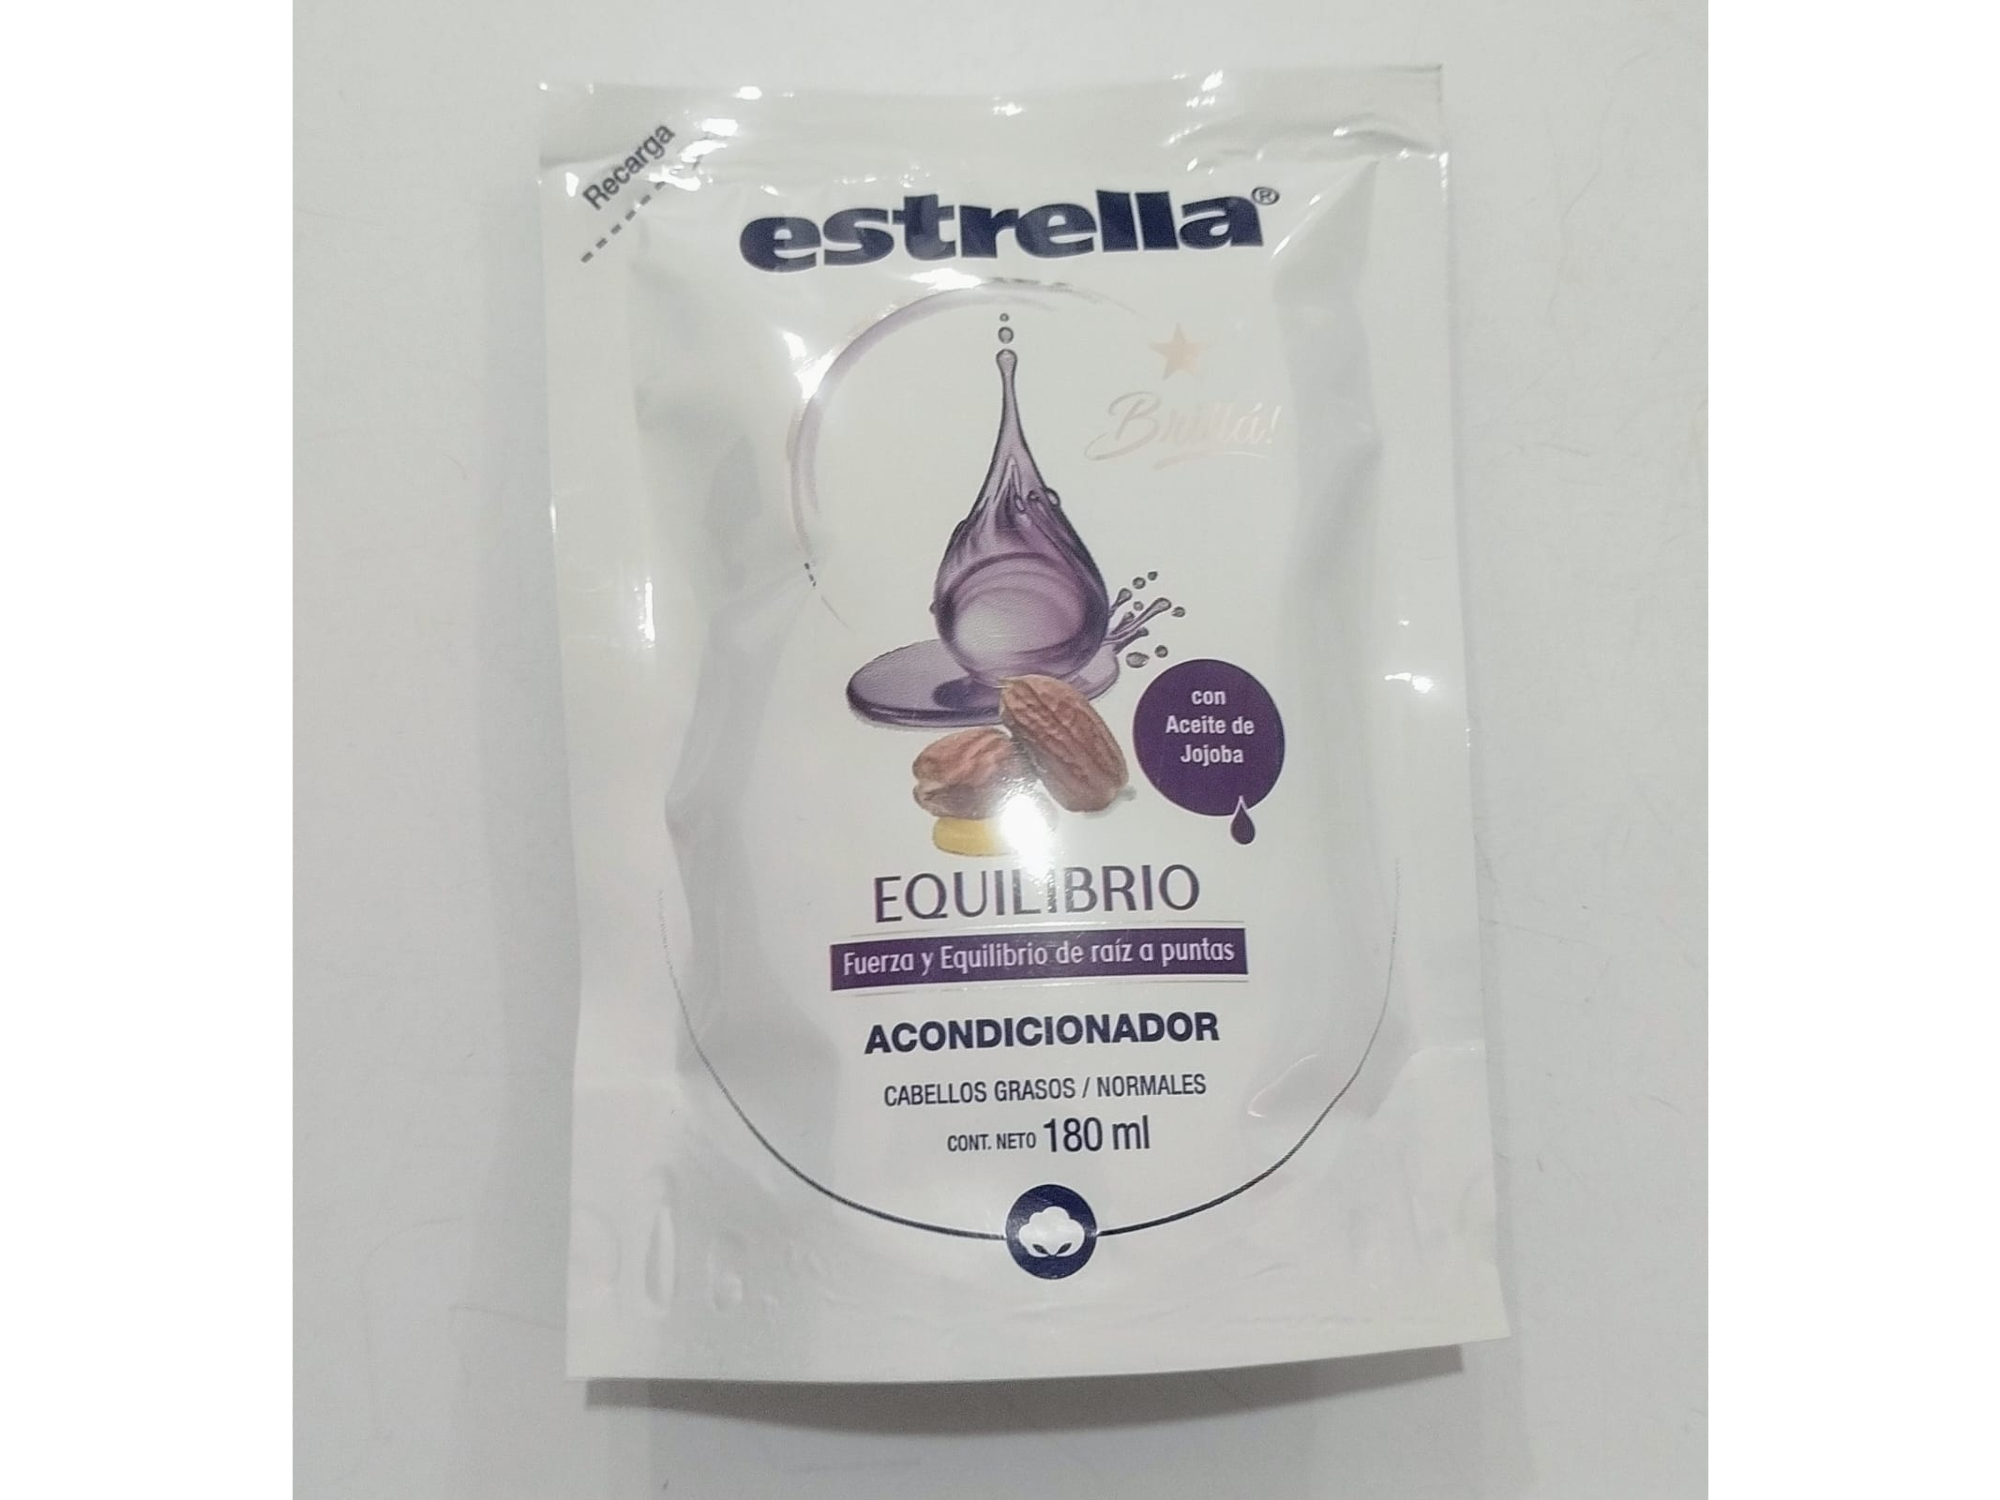 Recarga
estrella®
Brillá!
con
Aceite de
Jojoba
EQUILIBRIO
Fuerza y Equilibrio de raíz a puntas
ACONDICIONADOR
CABELLOS GRASOS / NORMALES
CONT. NETO 180 ml